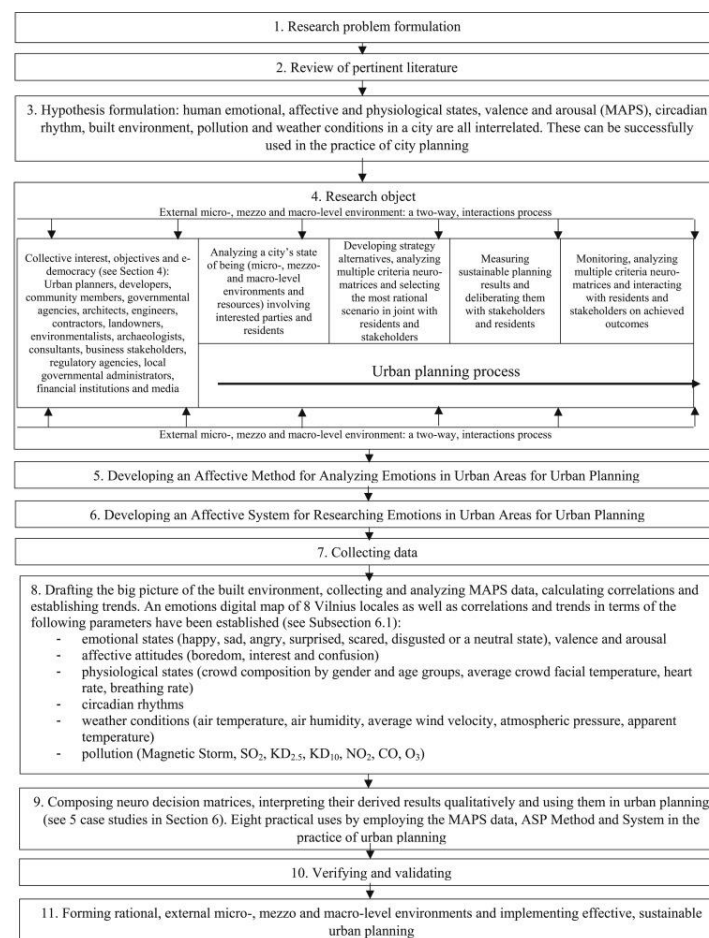 1. Research problem formulation
2. Review of pertinent literature
3. Hypothesis formulation: human emotional, affective and physiological states, valence and arousal (MAPS), circadian
rhythm, built environment, pollution and weather conditions in a city are all interrelated. These can be successfully
used in the practice of city planning
4. Research object
External micro-, mezzo and macro-level environment: a two-way, interactions process
Collective interest, objectives and e-
democracy (see Section 4):
Urban planners, developers,
community members, governmental
agencies, architects, engineers,
contractors, landowners,
environmentalists, archaeologists,
consultants, business stakeholders,
regulatory agencies, local
governmental administrators,
financial institutions and media
Analyzing a city's state
of being (micro-, mezzo-
and macro-level
environments and
resources) involving
interested parties and
residents
Developing strategy
alternatives, analyzing
multiple criteria neuro-
matrices and selecting
the most rational
scenario in joint with
residents and
stakeholders
Measuring
sustainable planning
results and
deliberating them
with stakeholders
and residents
Monitoring, analyzing
multiple criteria neuro-
matrices and interacting
with residents and
stakeholders on achieved
outcomes
Urban planning process
External micro-, mezzo and macro-level environment: a two-way, interactions process
5. Developing an Affective Method for Analyzing Emotions in Urban Areas for Urban Planning
6. Developing an Affective System for Researching Emotions in Urban Areas for Urban Planning
7. Collecting data
8. Drafting the big picture of the built environment, collecting and analyzing MAPS data, calculating correlations and
establishing trends. An emotions digital map of 8 Vilnius locales as well as correlations and trends in terms of the
following parameters have been established (see Subsection 6.1):
- emotional states (happy, sad, angry, surprised, scared, disgusted or a neutral state), valence and arousal
- affective attitudes (boredom, interest and confusion)
- physiological states (crowd composition by gender and age groups, average crowd facial temperature, heart
rate, breathing rate)
- circadian rhythms
- weather conditions (air temperature, air humidity, average wind velocity, atmospheric pressure, apparent
temperature)
- pollution (Magnetic Storm, SO₂, KD₂.₅, KD₁₀, NO₂, CO, O₃)
9. Composing neuro decision matrices, interpreting their derived results qualitatively and using them in urban planning
(see 5 case studies in Section 6). Eight practical uses by employing the MAPS data, ASP Method and System in the
practice of urban planning
10. Verifying and validating
11. Forming rational, external micro-, mezzo and macro-level environments and implementing effective, sustainable
urban planning